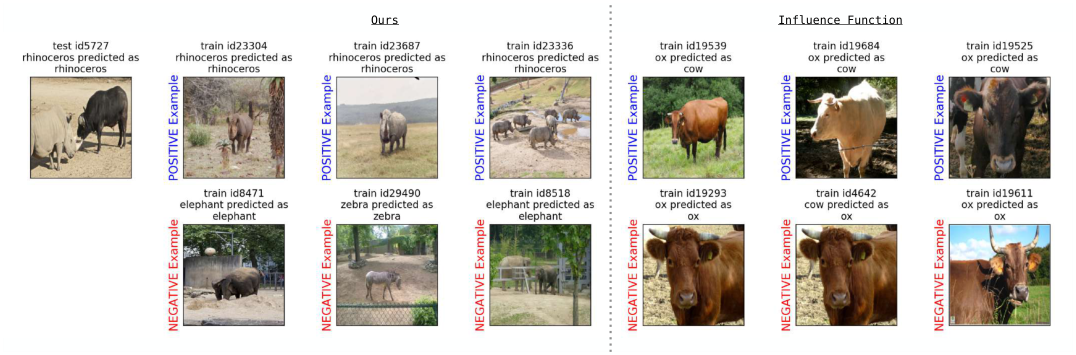 Ours
Influence Function
test id5727
rhinoceros predicted as
rhinoceros
train id23304
rhinoceros predicted as
rhinoceros
train id23687
rhinoceros predicted as
rhinoceros
train id23336
rhinoceros predicted as
rhinoceros
train id19539
ox predicted as
cow
train id19684
ox predicted as
cow
train id19525
ox predicted as
cow
POSITIVE Example
POSITIVE Example
POSITIVE Example
POSITIVE Example
POSITIVE Example
POSITIVE Example
train id8471
elephant predicted as
elephant
train id29490
zebra predicted as
zebra
train id8518
elephant predicted as
elephant
train id19293
ox predicted as
ox
train id4642
cow predicted as
ox
train id19611
ox predicted as
ox
NEGATIVE Example
NEGATIVE Example
NEGATIVE Example
NEGATIVE Example
NEGATIVE Example
NEGATIVE Example